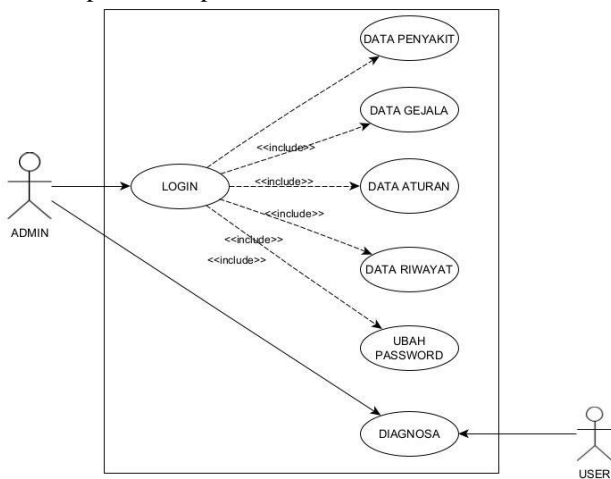 DATA PENYAKIT
DATA GEJALA
<<include>>
LOGIN
<<include>>
DATA ATURAN
ADMIN
<<include>>
<<include>>
<<include>>
DATA RIWAYAT
UBAH
PASSWORD
DIAGNOSA
USER